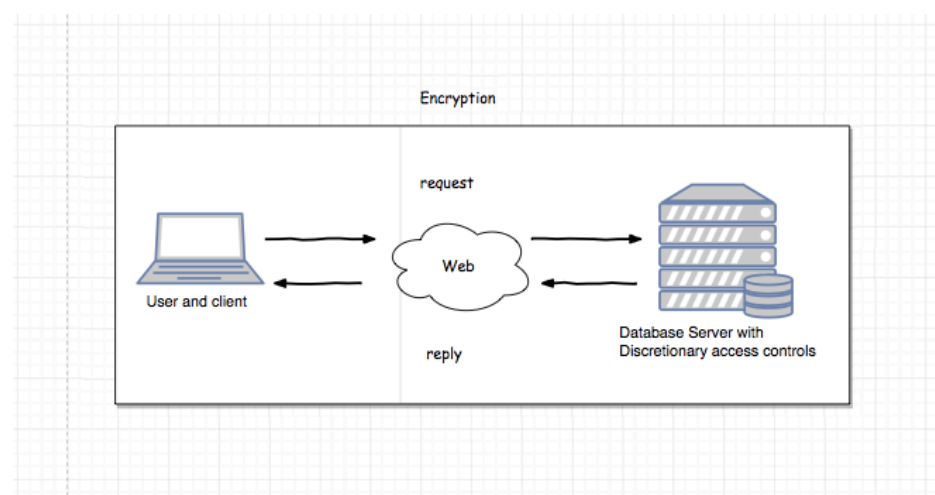 Encryption
request
Web
User and client
Database Server with
Discretionary access controls
reply